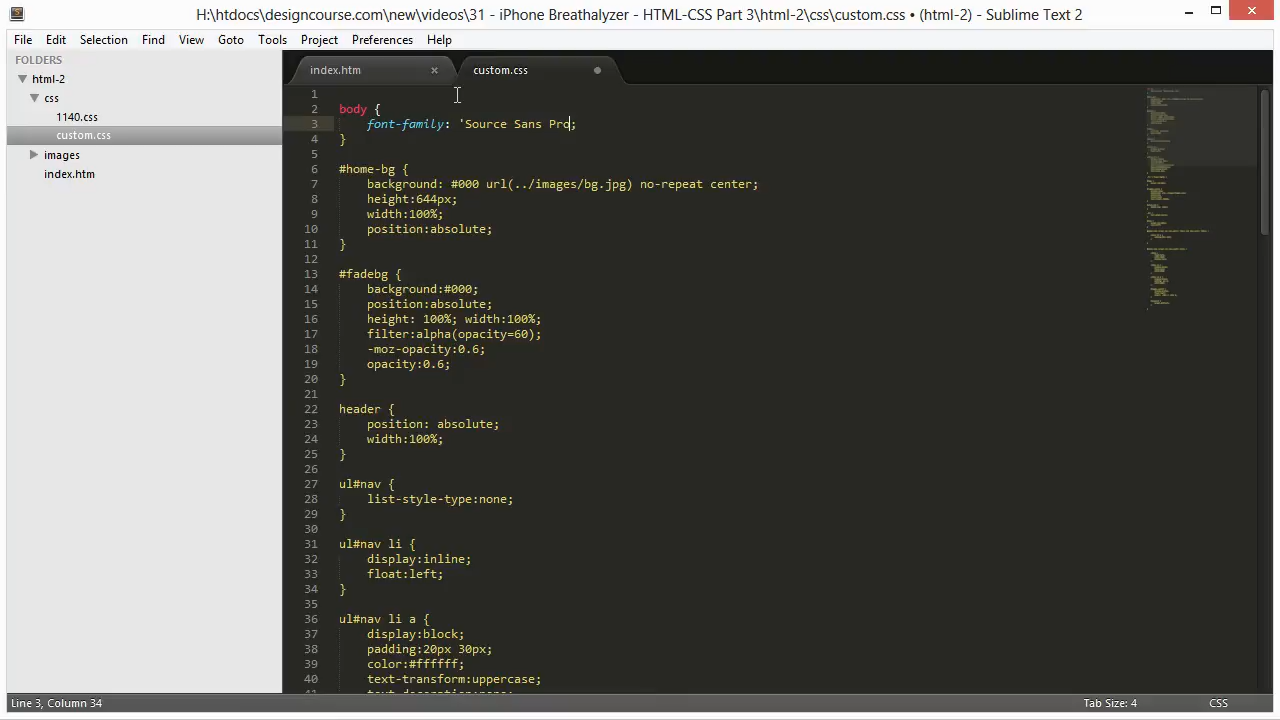 H:\htdocs\designcourse.com\new\videos\31 - iPhone Breathalyzer - HTML-CSS Part 3\html-2\css\custom.css • (html-2) - Sublime Text 2
File Edit Selection Find View Goto Tools Project Preferences Help
FOLDERS
html-2
css
1140.css
custom.css
images
index.htm
index.htm × custom.css
1
2 body {
3 font-family: 'Source Sans Pro;
4 }
5
6 #home-bg {
7 background: #000 url(../images/bg.jpg) no-repeat center;
8 height:644px;
9 width:100%;
10 position:absolute;
11 }
12
13 #fadebg {
14 background:#000;
15 position:absolute;
16 height: 100%; width:100%;
17 filter:alpha(opacity=60);
18 -moz-opacity:0.6;
19 opacity:0.6;
20 }
21
22 header {
23 position: absolute;
24 width:100%;
25 }
26
27 ul#nav {
28 list-style-type:none;
29 }
30
31 ul#nav li {
32 display:inline;
33 float:left;
34 }
35
36 ul#nav li a {
37 display:block;
38 padding:20px 30px;
39 color:#ffffff;
40 text-transform:uppercase;
Line 3, Column 34 Tab Size: 4 CSS